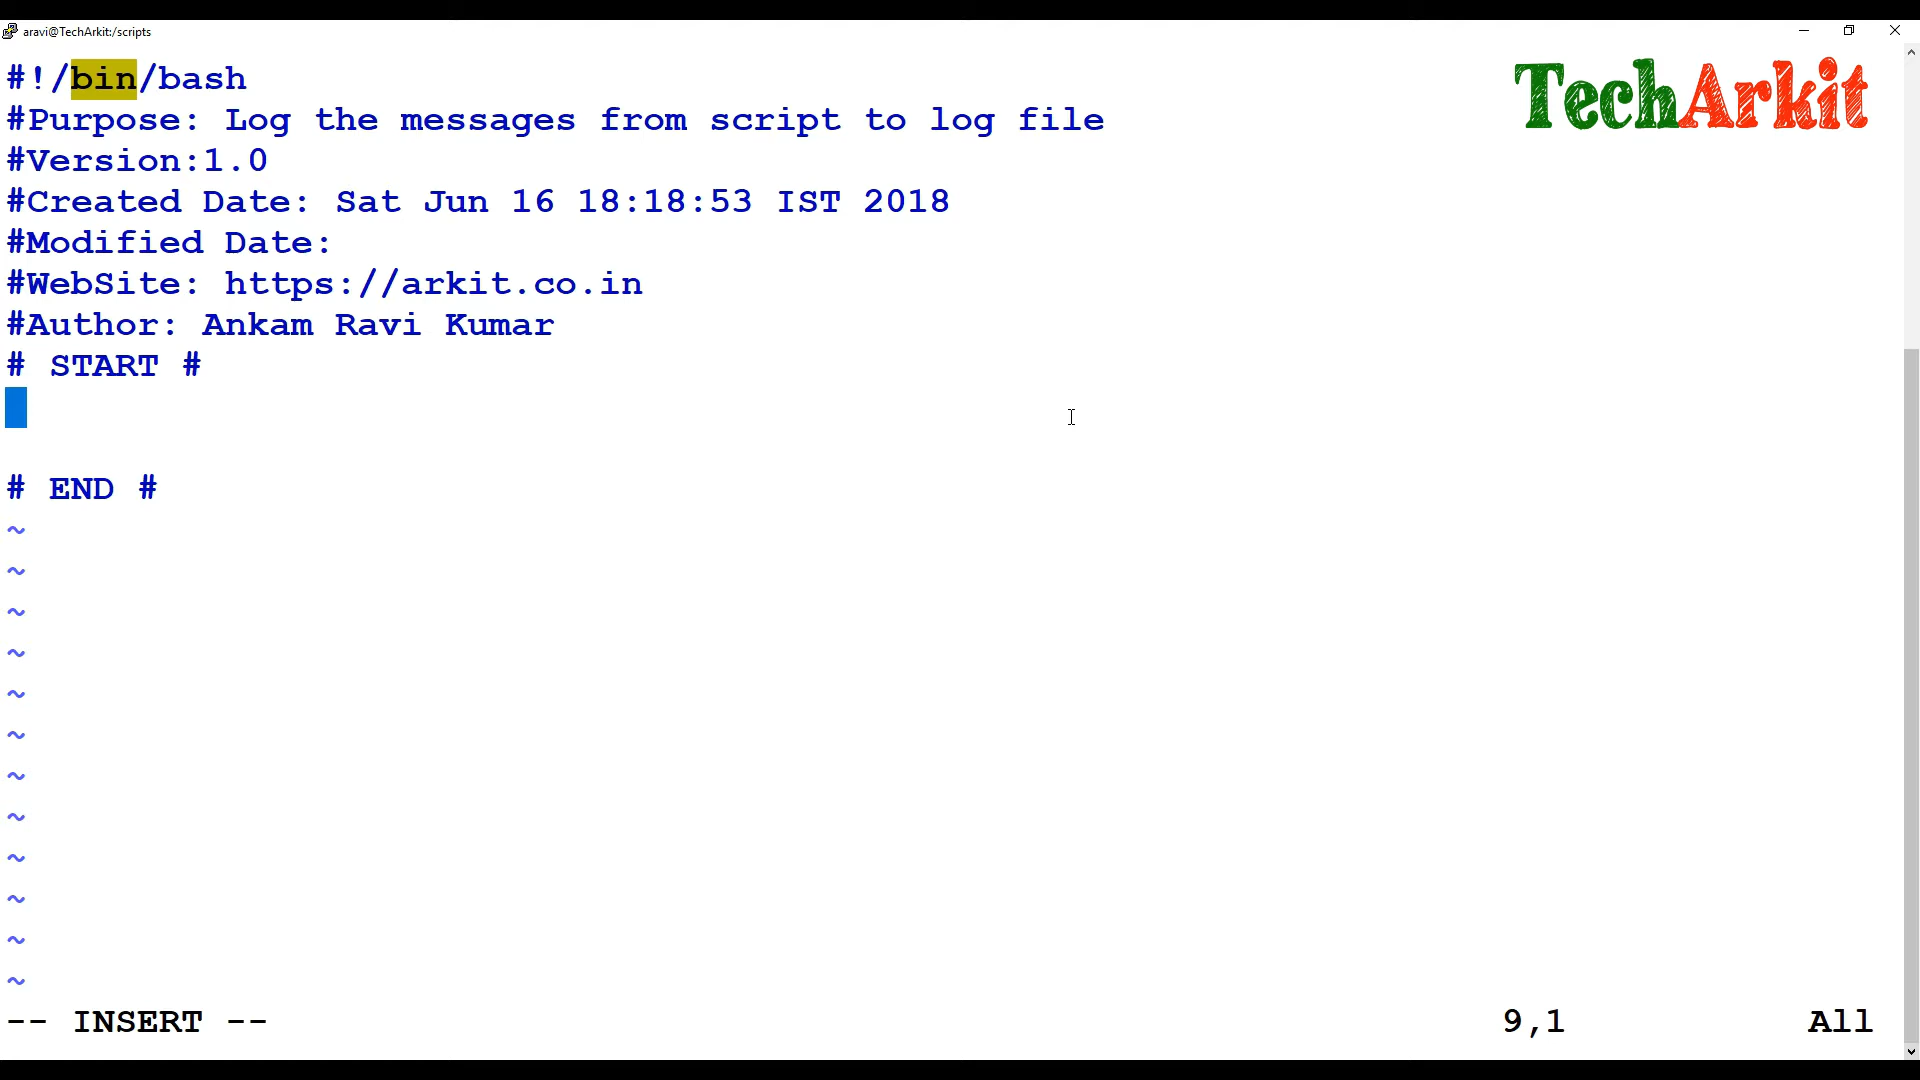 aravi@TechArkit:/scripts
TechArkit
#!/bin/bash
#Purpose: Log the messages from script to log file
#Version:1.0
#Created Date: Sat Jun 16 18:18:53 IST 2018
#Modified Date:
#WebSite: https://arkit.co.in
#Author: Ankam Ravi Kumar
# START #
# END #
~
~
~
~
~
~
~
~
~
~
~
~
-- INSERT -- 9,1 All